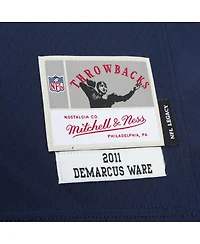 THROWBACKS
NFL
NOSTALGIA CO.
Mitchell & Ness
PHILADELPHIA, PA.
NFL LEGACY
2011
DEMARCUS WARE